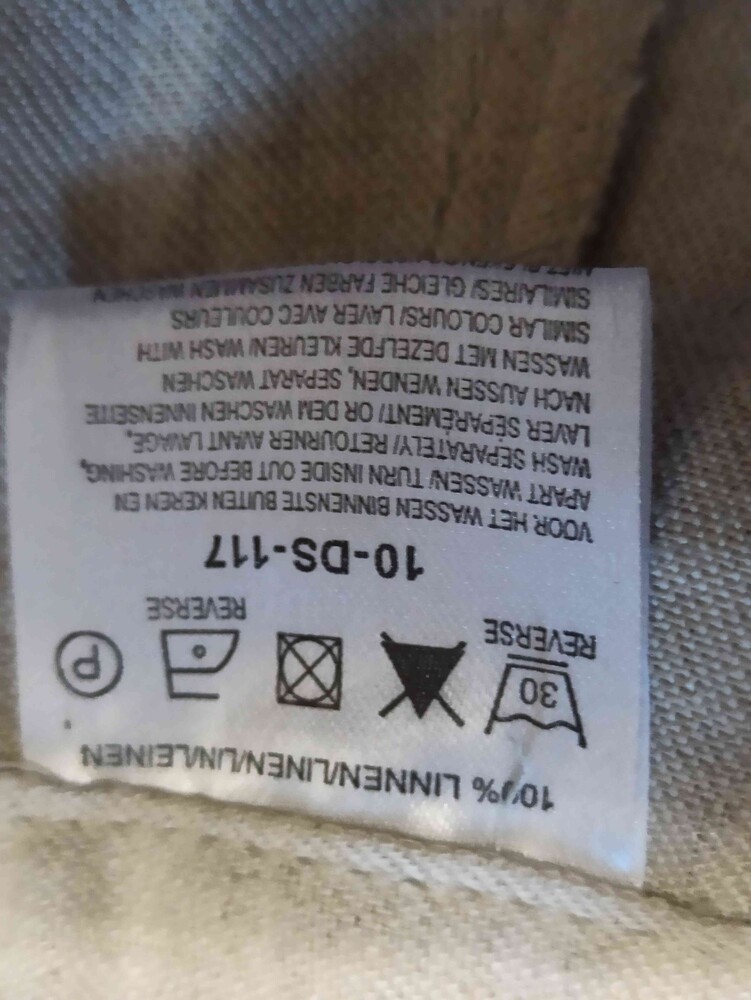 100% LINNEN/LINEN/LIN/LEINEN
30 P
REVERSE REVERSE
10-DS-117
VOOR HET WASSEN BINNENSTE BUITEN KEREN EN
APART WASSEN/ TURN INSIDE OUT BEFORE WASHING,
WASH SEPARATELY/ RETOURNER AVANT LAVAGE,
LAVER SÉPARÉMENT/ OR DEM WASCHEN INNENSEITE
NACH AUSSEN WENDEN, SEPARAT WASCHEN
WASSEN MET DEZELFDE KLEUREN/ WASH WITH
SIMILAR COLOURS/ LAVER AVEC COULEURS
SIMILAIRES/ GLEICHE FARBEN ZUSAMMEN WASCHEN